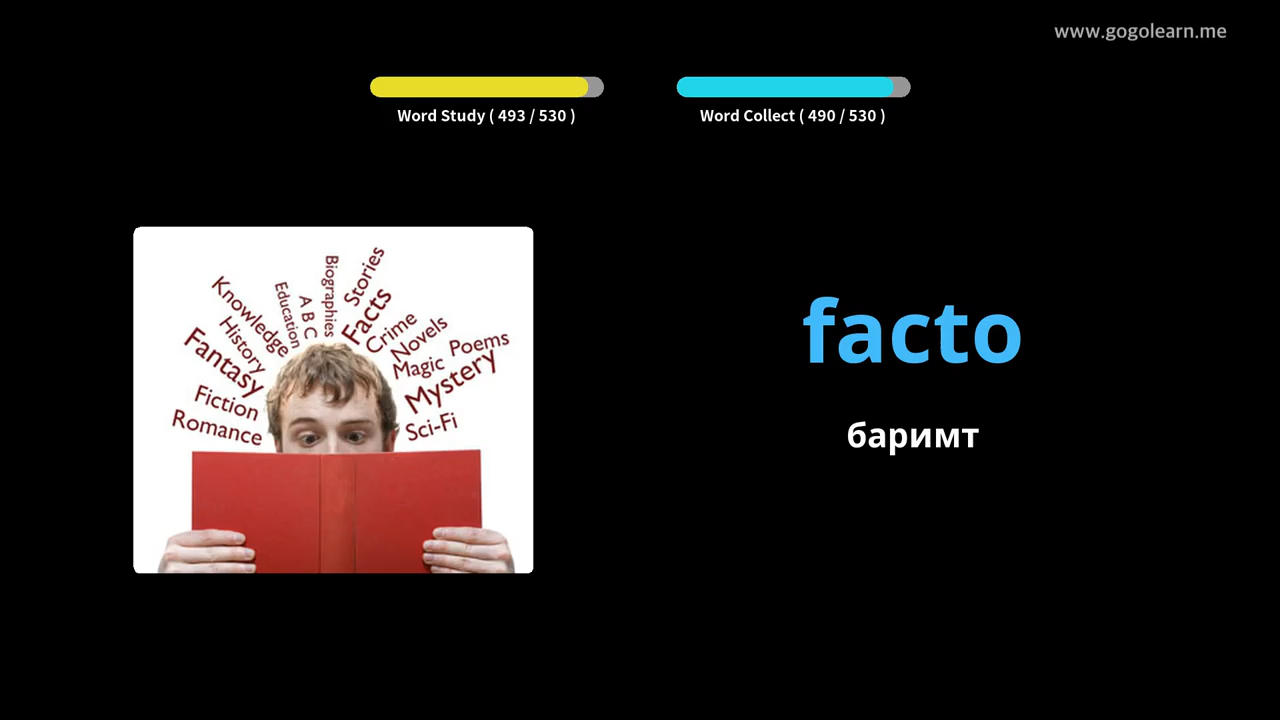 www.gogolearn.me
Word Study ( 493 / 530 )
Word Collect ( 490 / 530 )
Biographies
Stories
Education
A B C
Facts
Knowledge
Crime
History
Novels
Poems
Fantasy
Magic
Mystery
Fiction
Sci-Fi
Romance
facto
баримт